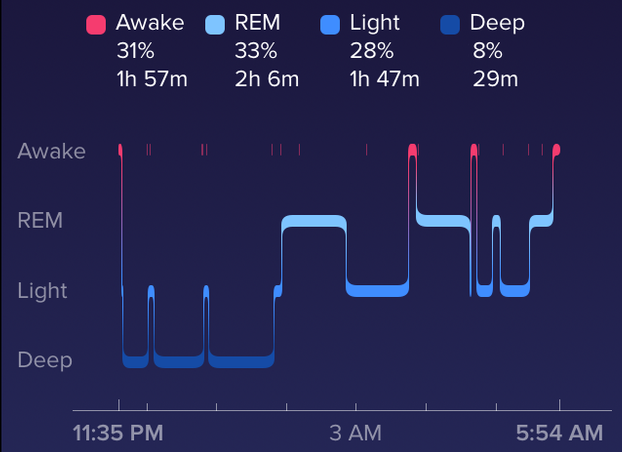 Awake REM Light Deep
31% 33% 28% 8%
1h 57m 2h 6m 1h 47m 29m
Awake
REM
Light
Deep
11:35 PM 3 AM 5:54 AM